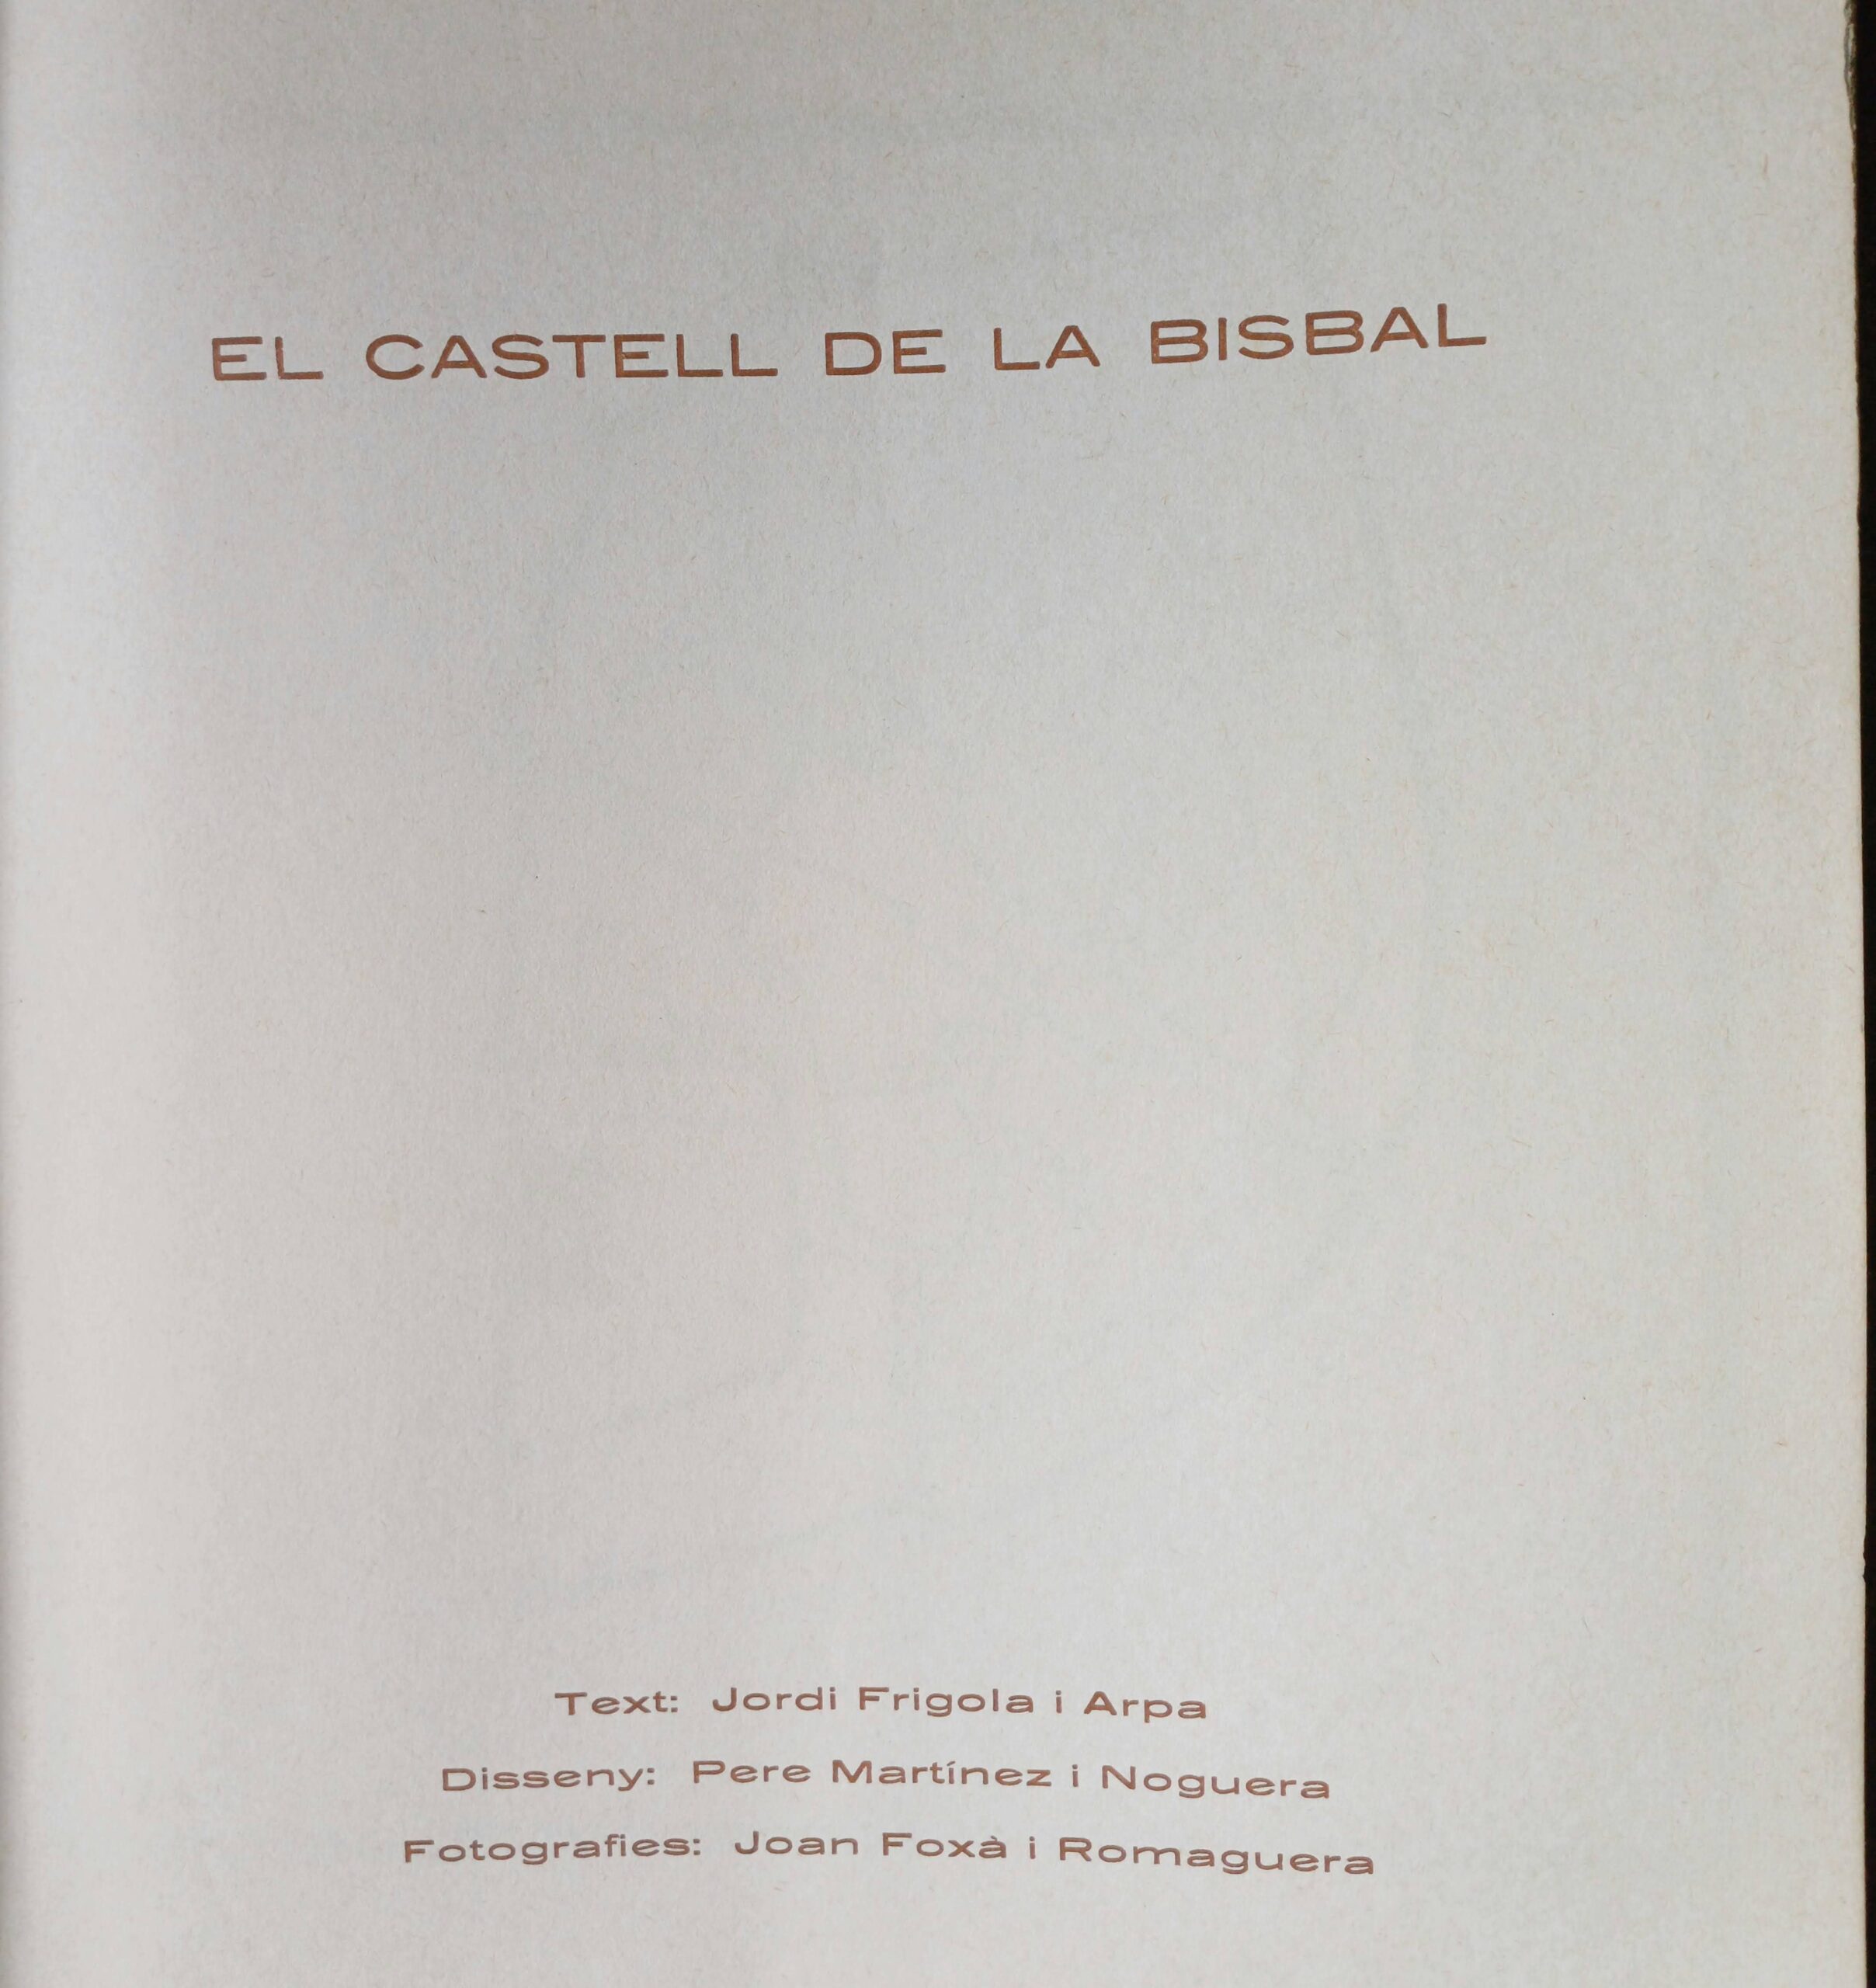 EL CASTELL DE LA BISBAL
Text: Jordi Frigola i Arpa
Disseny: Pere Martínez i Noguera
Fotografies: Joan Foxà i Romaguera